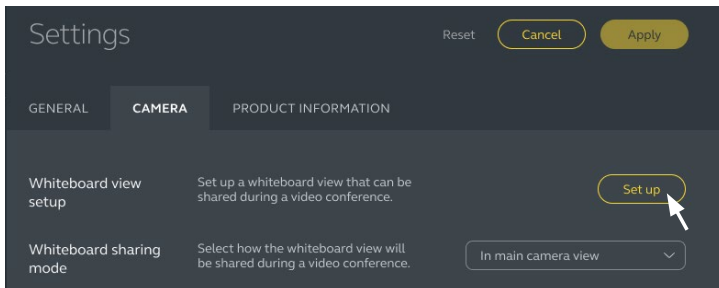 Settings
Reset
Cancel
Apply
GENERAL
CAMERA
PRODUCT INFORMATION
Whiteboard view
setup
Set up a whiteboard view that can be
shared during a video conference.
Set up
Whiteboard sharing
mode
Select how the whiteboard view will
be shared during a video conference.
In main camera view